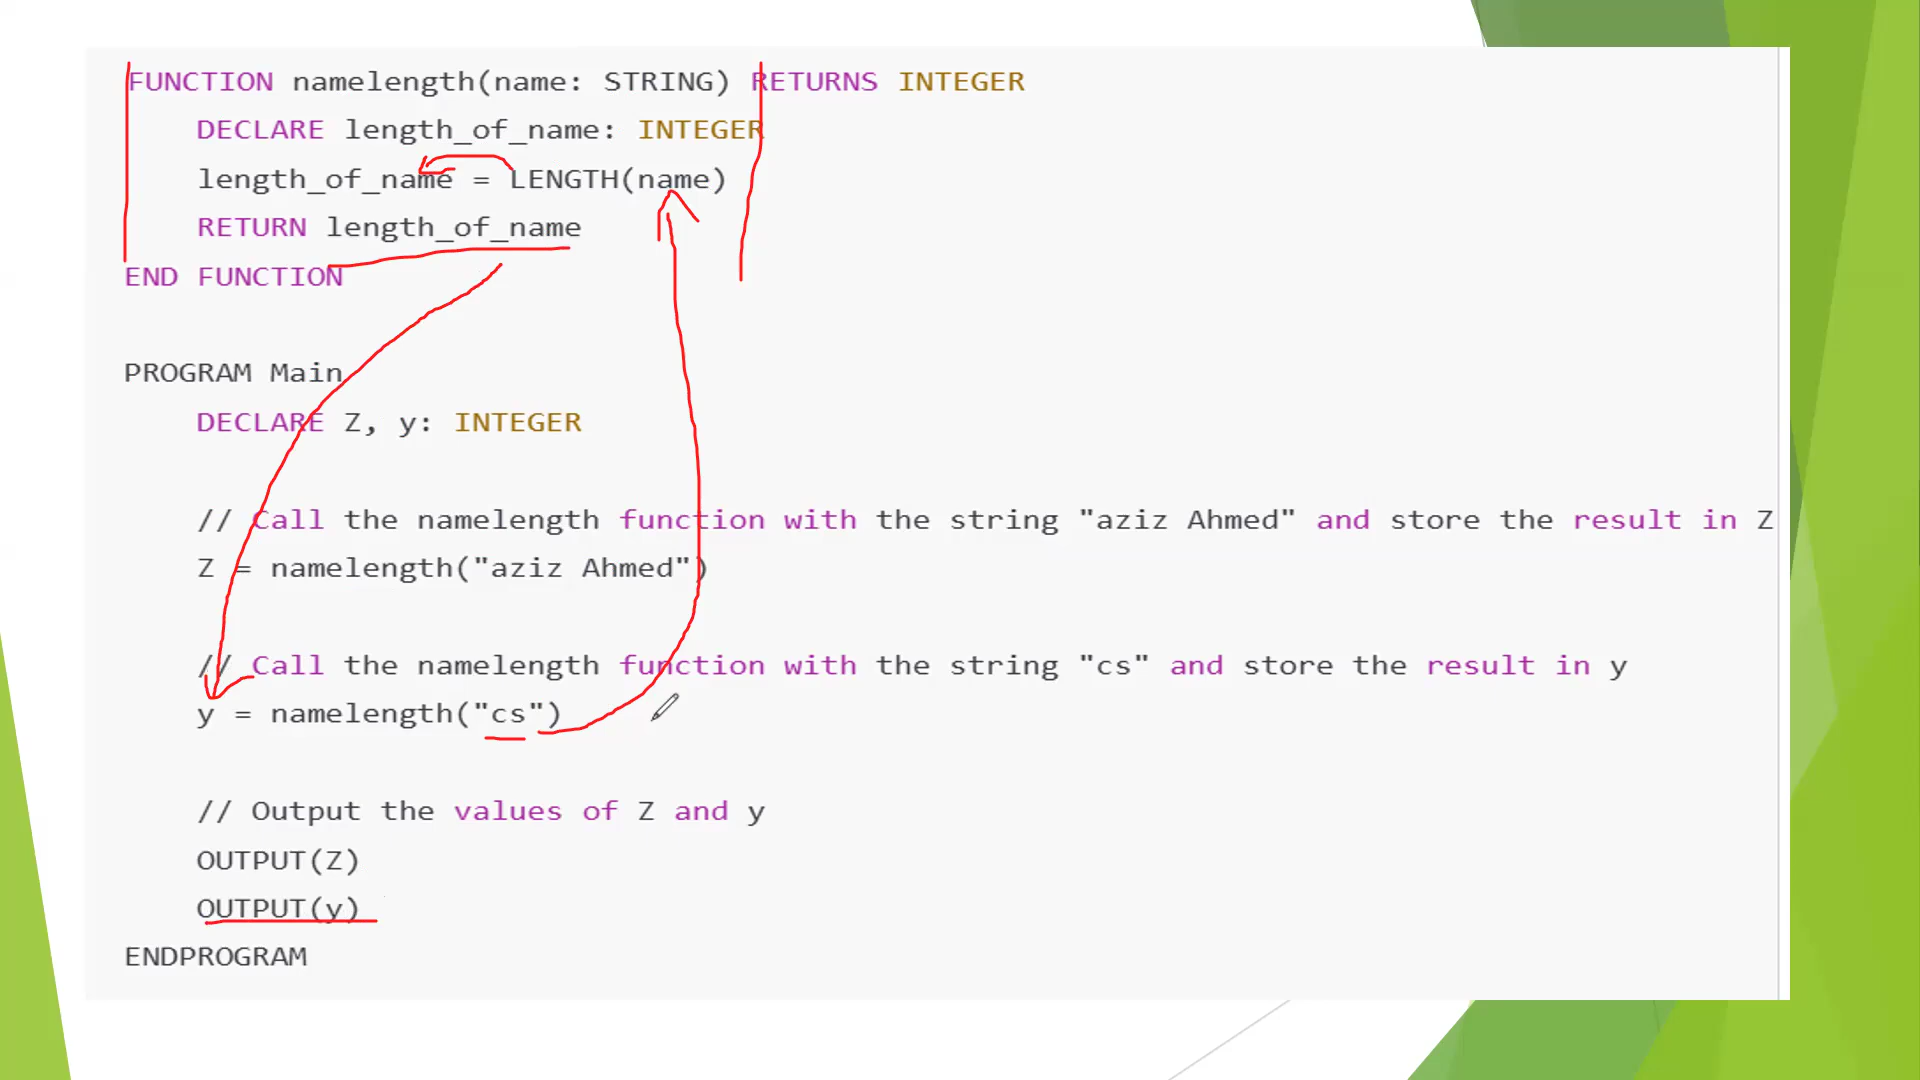 FUNCTION namelength(name: STRING) RETURNS INTEGER
DECLARE length_of_name: INTEGER
length_of_name = LENGTH(name)
RETURN length_of_name
END FUNCTION
PROGRAM Main
DECLARE Z, y: INTEGER
// Call the namelength function with the string "aziz Ahmed" and store the result in Z
Z = namelength("aziz Ahmed")
// Call the namelength function with the string "cs" and store the result in y
y = namelength("cs")
// Output the values of Z and y
OUTPUT(Z)
OUTPUT(y)
ENDPROGRAM